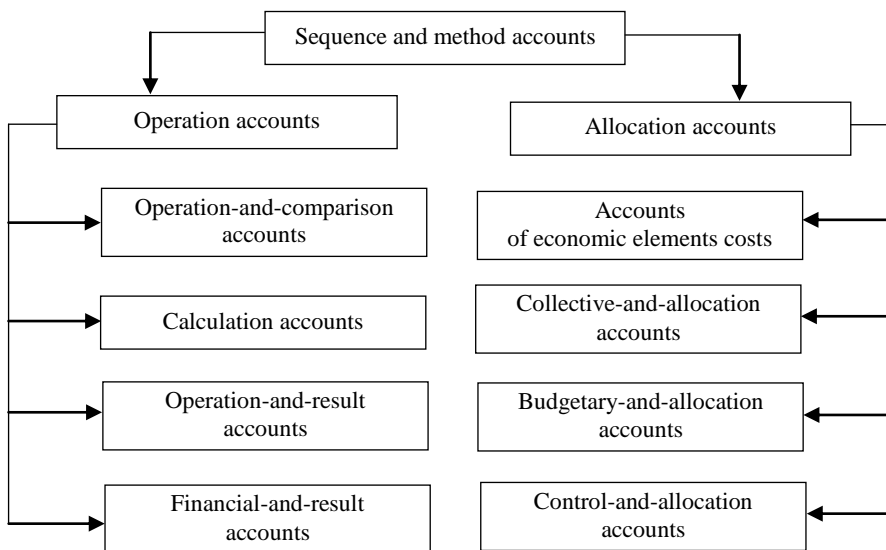 Sequence and method accounts
Operation accounts
Allocation accounts
Operation-and-comparison
accounts
Accounts
of economic elements costs
Calculation accounts
Collective-and-allocation
accounts
Operation-and-result
accounts
Budgetary-and-allocation
accounts
Financial-and-result
accounts
Control-and-allocation
accounts